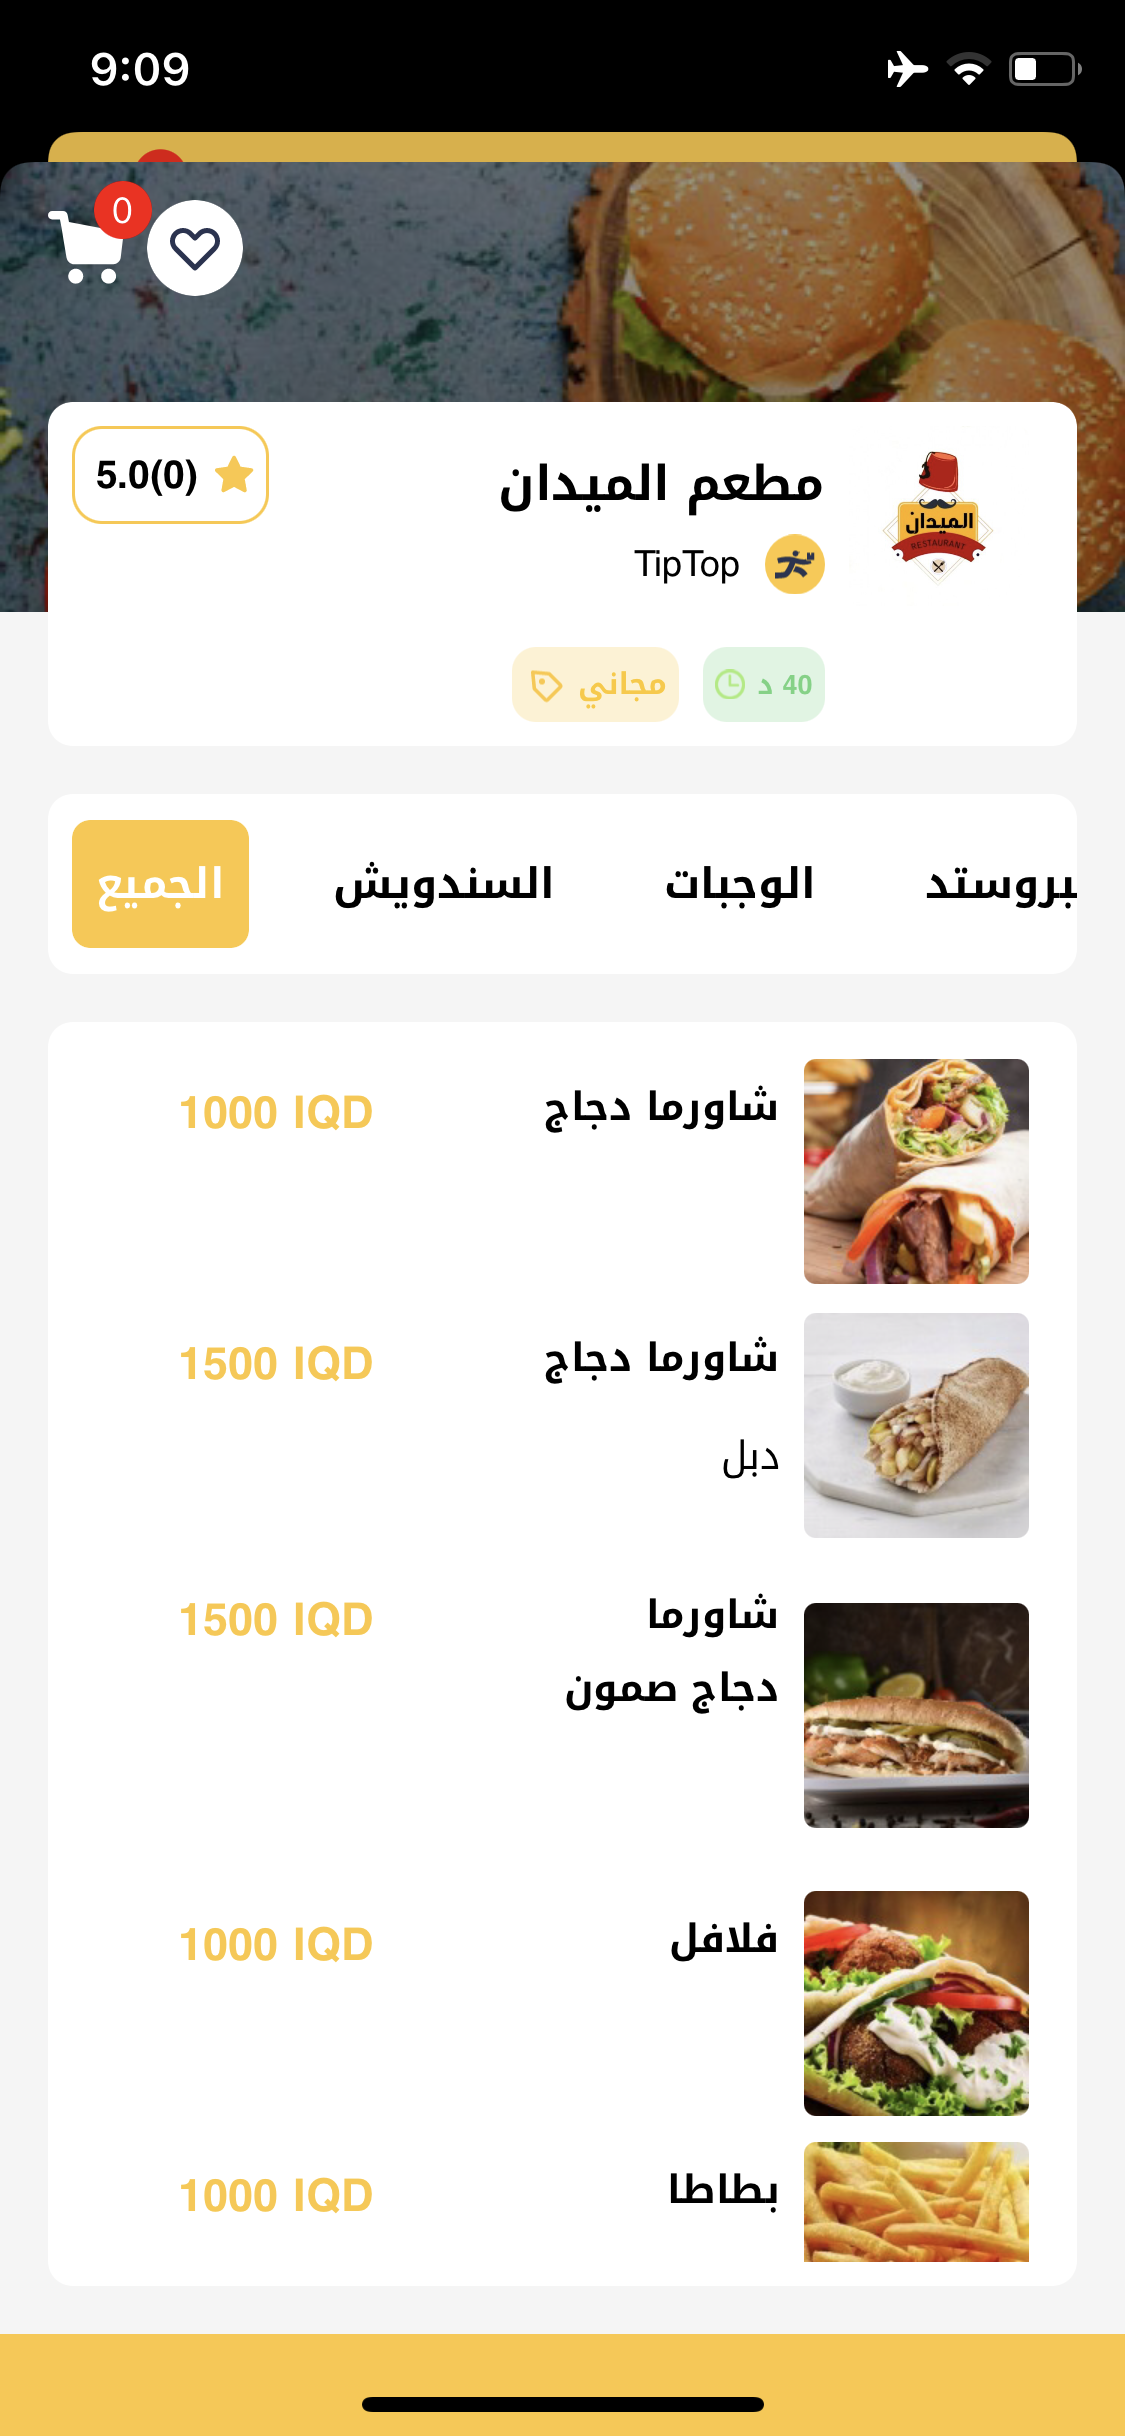 9:09
0
مطعم الميدان
5.0(0)
الميدان
RESTAURANT
TipTop
40 د
مجاني
الجميع
السندويش
الوجبات
بروستد
شاورما دجاج
1000 IQD
شاورما دجاج
1500 IQD
دبل
شاورما
1500 IQD
دجاج صمون
فلافل
1000 IQD
بطاطا
1000 IQD